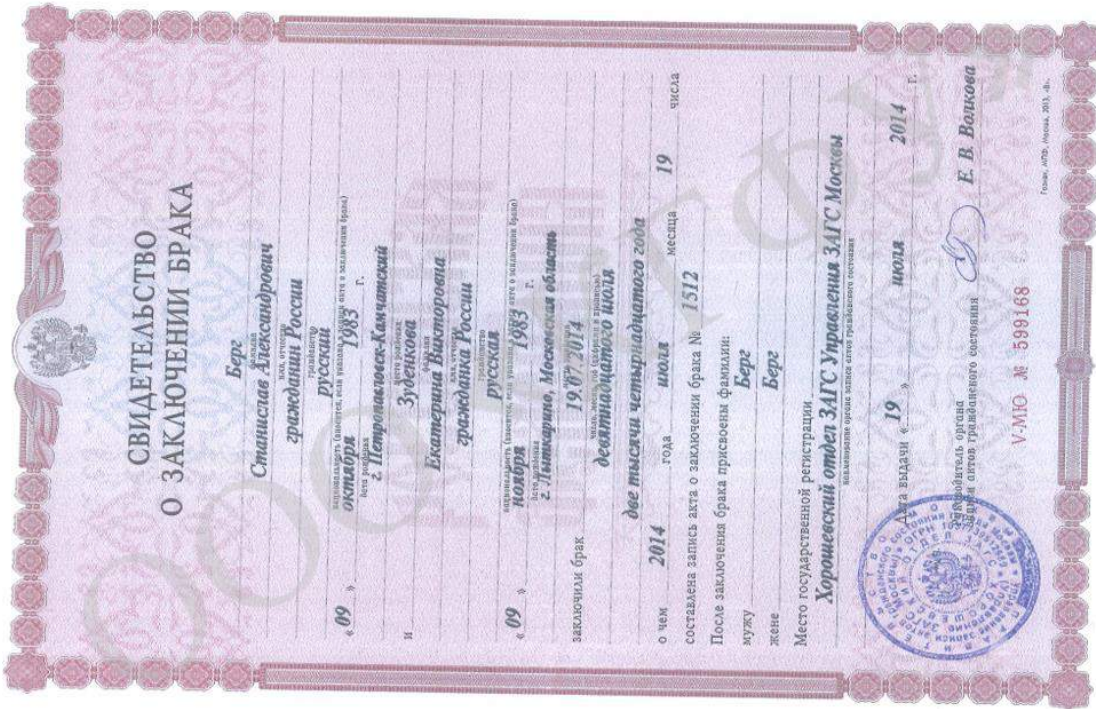 СВИДЕТЕЛЬСТВО
О ЗАКЛЮЧЕНИИ БРАКА
Берг
фамилия
Станислав Александрович
имя, отчество
гражданин России
гражданство
русский
национальность (вносится, если указана в записи акта о заключении брака)
« 09 » октября 1983 г.
дата рождения
г. Петропавловск-Камчатский
место рождения
и Зуденкова
фамилия
Екатерина Викторовна
имя, отчество
гражданка России
гражданство
русская
национальность (вносится, если указана в записи акта о заключении брака)
« 09 » ноября 1983 г.
дата рождения
г. Лыткарино, Московская область
заключили брак 19.07.2014
число, месяц, год (цифрами и прописью)
девятнадцатого июля
две тысячи четырнадцатого года
о чем 2014 года июля месяца 19 числа
составлена запись акта о заключении брака № 1512
После заключения брака присвоены фамилии:
мужу Берг
жене Берг
Место государственной регистрации
Хорошевский отдел ЗАГС Управления ЗАГС Москвы
наименование органа записи актов гражданского состояния
Дата выдачи « 19 » июля 2014 г.
Руководитель органа
записи актов гражданского состояния Е. В. Волкова
V-МЮ № 599168
Гознак, МПФ, Москва, 2013, «В».